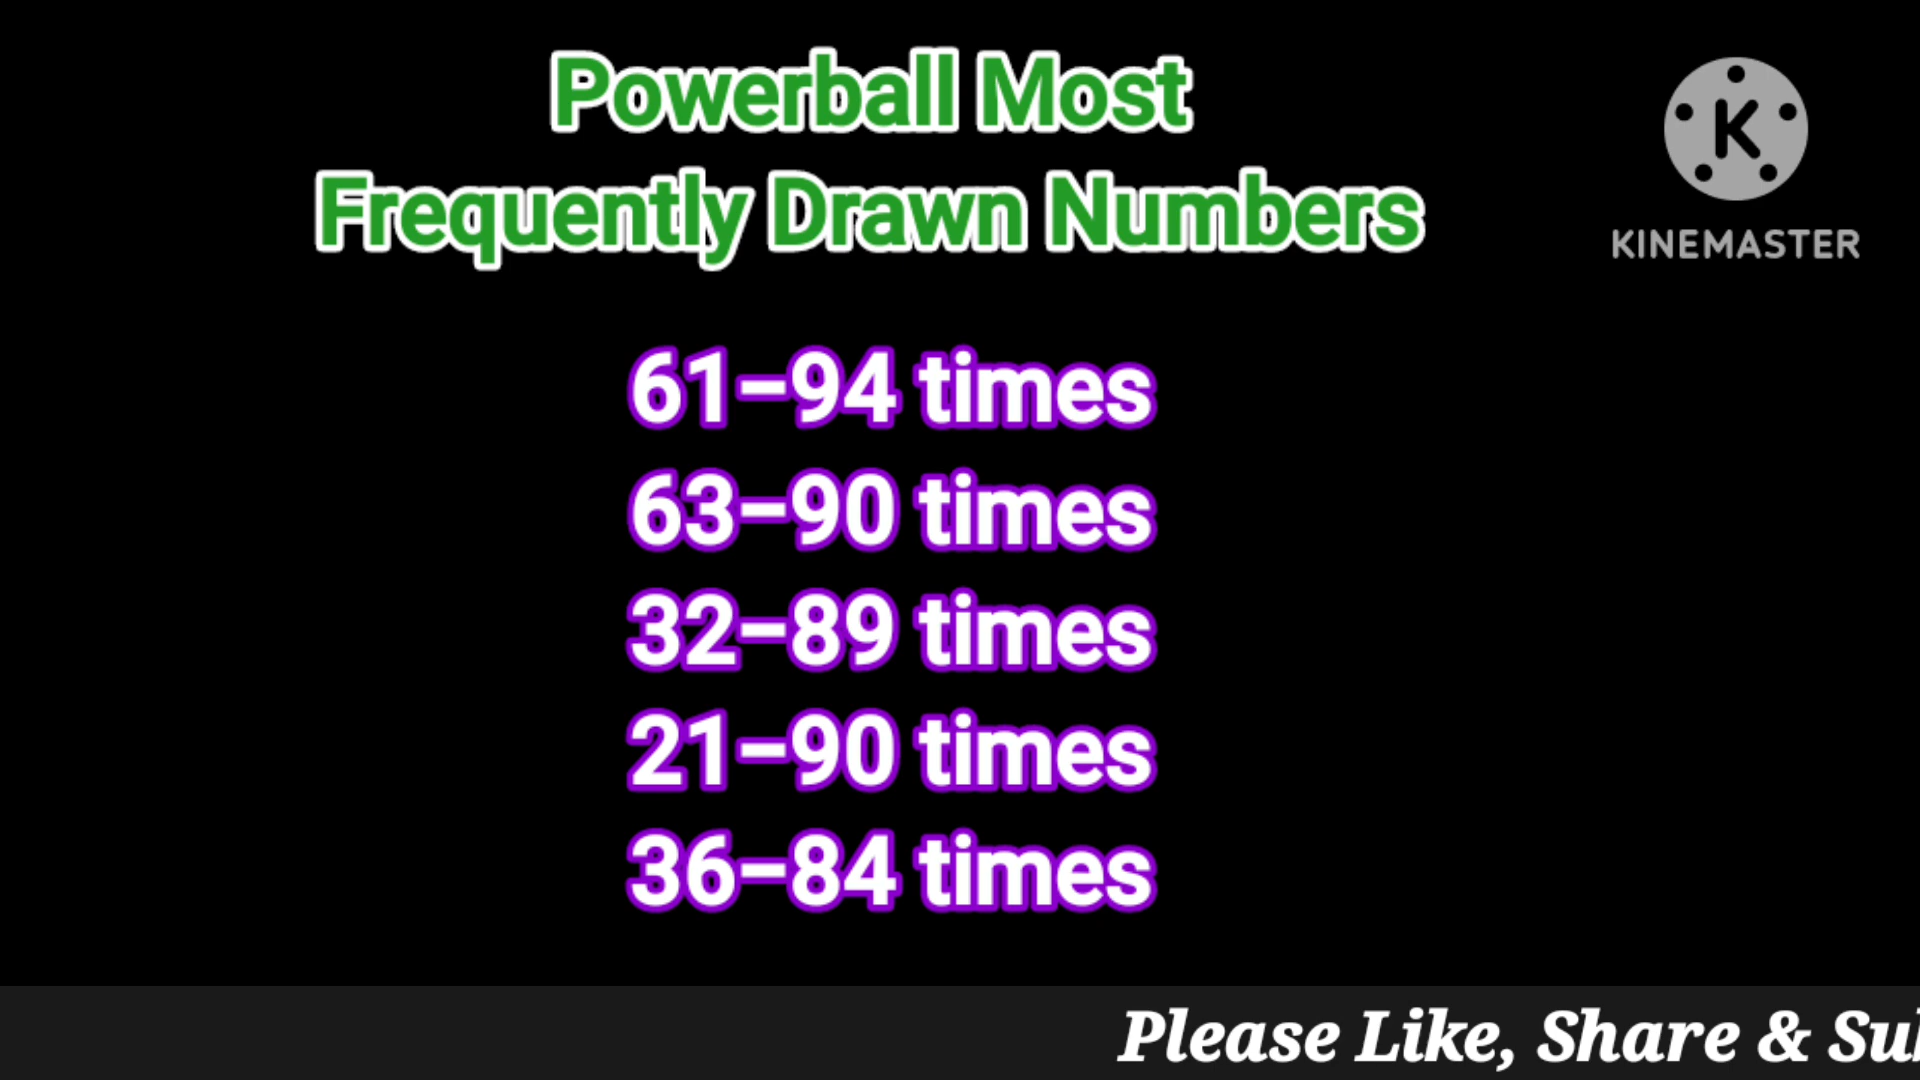 Powerball Most
Frequently Drawn Numbers
K
KINEMASTER
61–94 times
63–90 times
32–89 times
21–90 times
36–84 times
Please Like, Share &